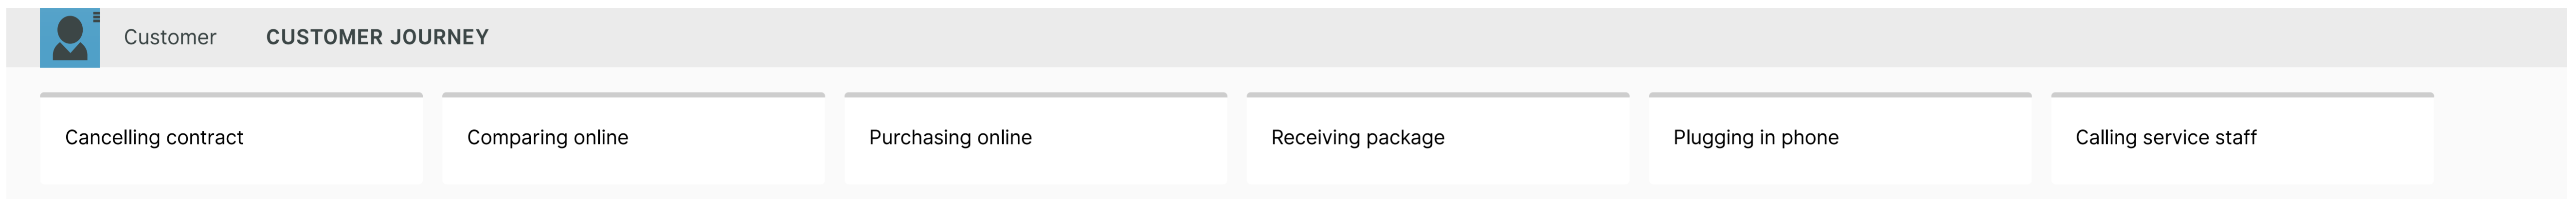 Customer CUSTOMER JOURNEY
Cancelling contract
Comparing online
Purchasing online
Receiving package
Plugging in phone
Calling service staff